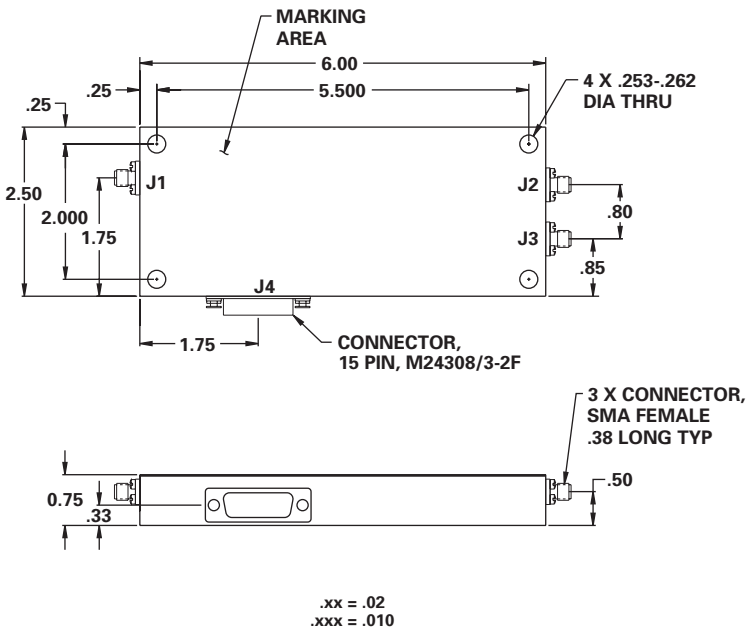 MARKING
AREA
6.00
.25
5.500
4 X .253-.262
DIA THRU
.25
J1
J2
2.50
2.000
.80
1.75
J3
.85
J4
1.75
CONNECTOR,
15 PIN, M24308/3-2F
3 X CONNECTOR,
SMA FEMALE
.38 LONG TYP
0.75
.33
.50
.xx = .02
.xxx = .010